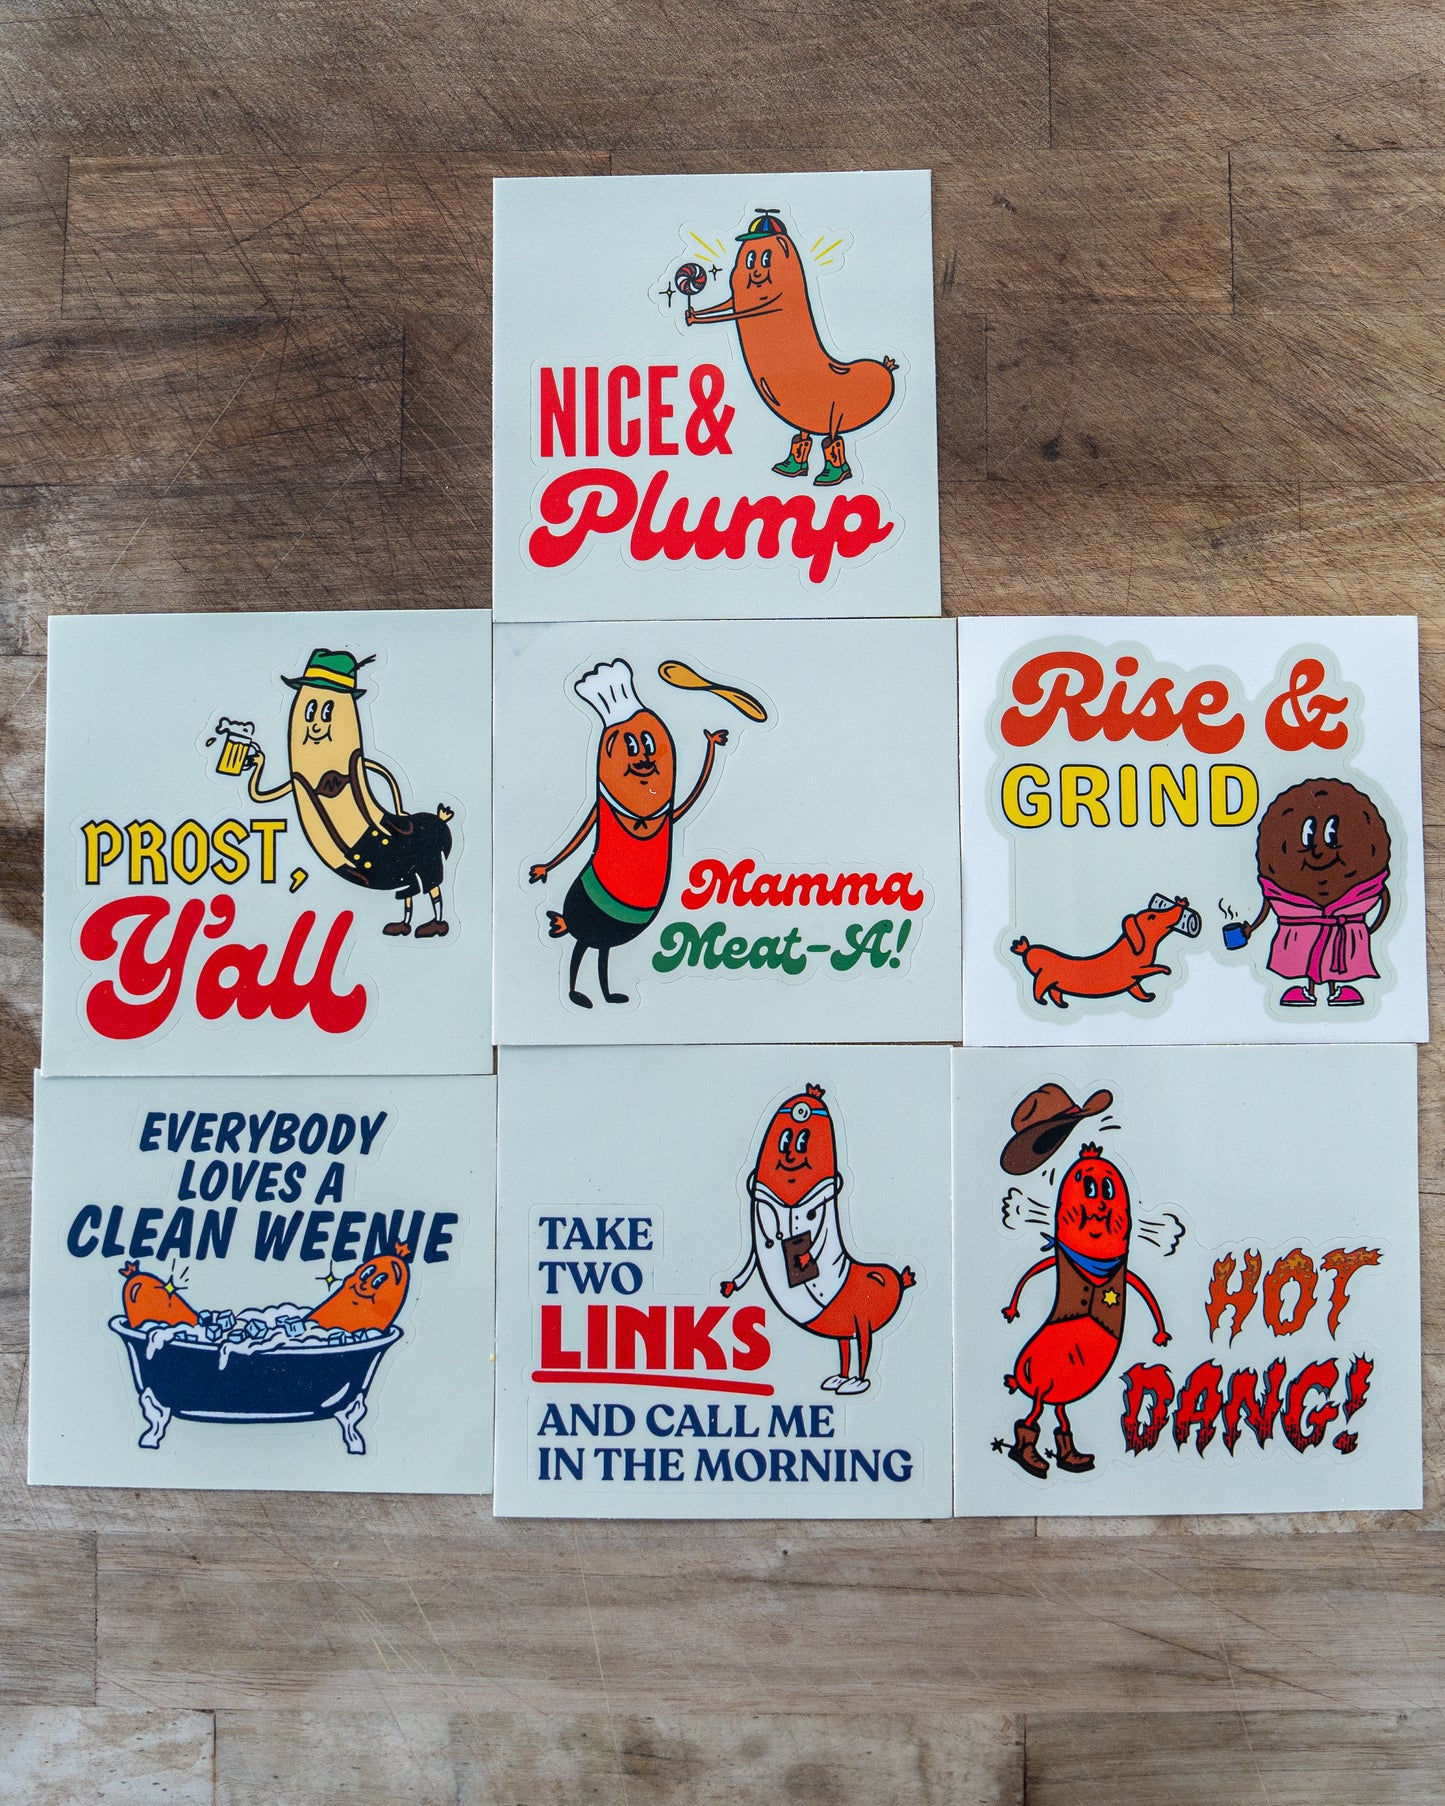 NICE &
Plump
PROST,
Y'all
Mamma
Meat-A!
Rise &
GRIND
EVERYBODY
LOVES A
CLEAN WEENIE
TAKE
TWO
LINKS
AND CALL ME
IN THE MORNING
HOT
DANG!